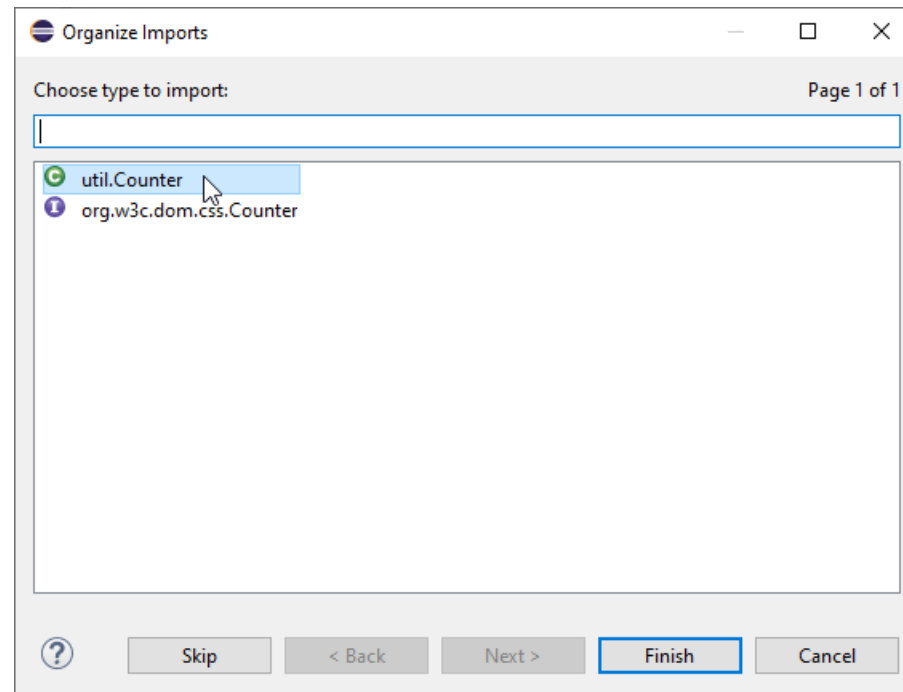 Organize Imports
Choose type to import: Page 1 of 1
C util.Counter
I org.w3c.dom.css.Counter
? Skip < Back Next > Finish Cancel